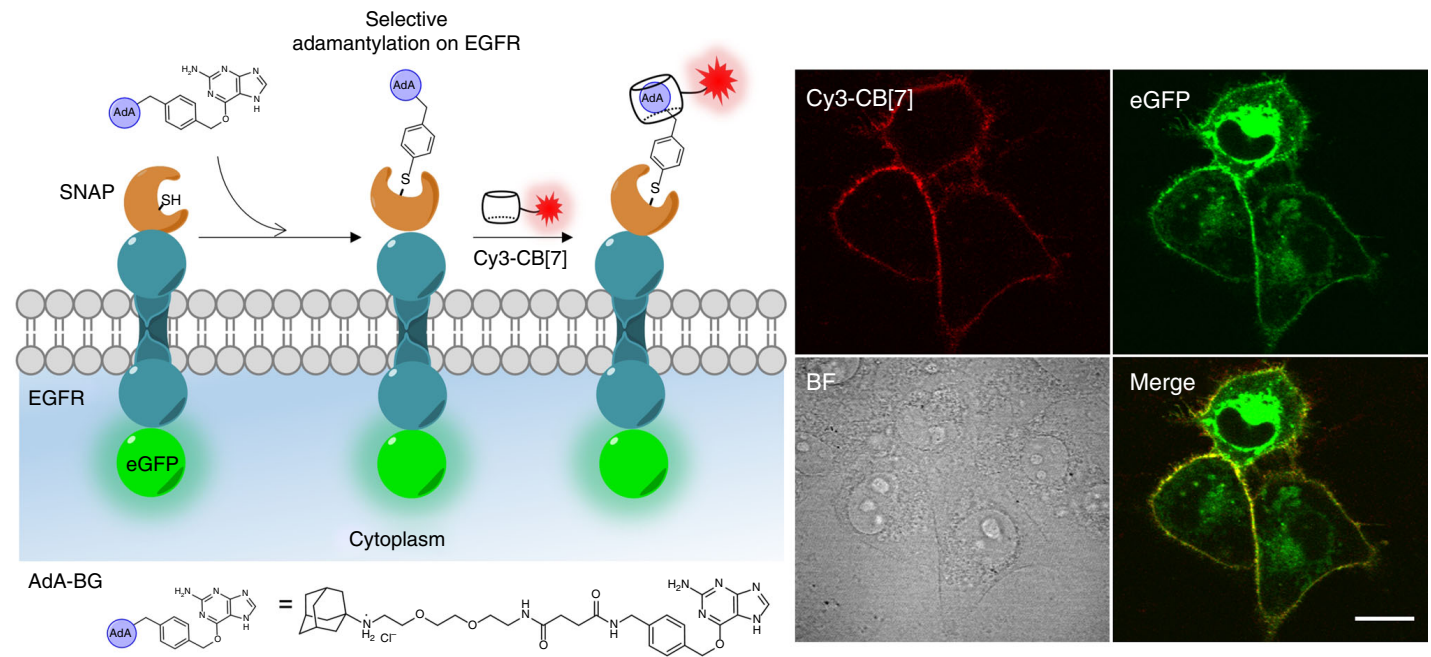 Selective
adamantylation on EGFR
AdA
H₂N
N
N
N
N
H
O
AdA
AdA
SNAP
SH
S
S
Cy3-CB[7]
EGFR
eGFP
Cytoplasm
AdA-BG
AdA
H₂N
N
N
N
N
H
O
=
N
H₂ Cl⁻
O
O
H
N
O
O
N
H
H₂N
N
N
N
N
H
O
Cy3-CB[7]
eGFP
BF
Merge